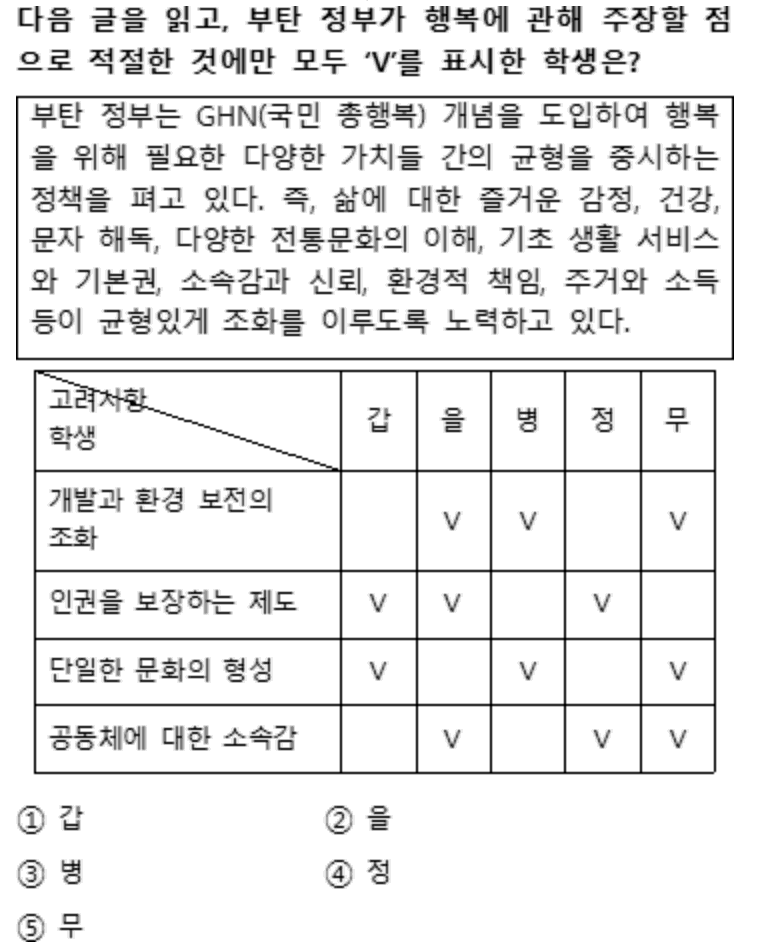 다음 글을 읽고, 부탄 정부가 행복에 관해 주장할 점
으로 적절한 것에만 모두 ‘V’를 표시한 학생은?
부탄 정부는 GHN(국민 총행복) 개념을 도입하여 행복
을 위해 필요한 다양한 가치들 간의 균형을 중시하는
정책을 펴고 있다. 즉, 삶에 대한 즐거운 감정, 건강,
문자 해독, 다양한 전통문화의 이해, 기초 생활 서비스
와 기본권, 소속감과 신뢰, 환경적 책임, 주거와 소득
등이 균형있게 조화를 이루도록 노력하고 있다.
고려사항
학생 갑 을 병 정 무
개발과 환경 보전의
조화 V V V
인권을 보장하는 제도 V V V
단일한 문화의 형성 V V V
공동체에 대한 소속감 V V V
① 갑 ② 을
③ 병 ④ 정
⑤ 무